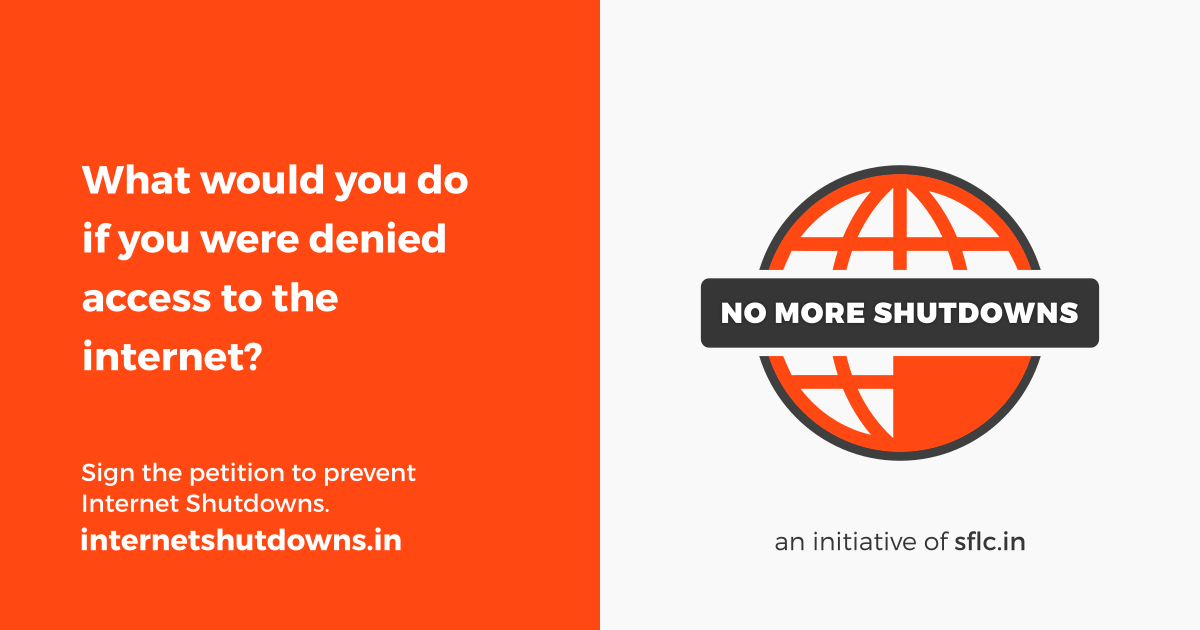 What would you do
if you were denied
access to the
internet?
Sign the petition to prevent
Internet Shutdowns.
internetshutdowns.in
NO MORE SHUTDOWNS
an initiative of sflc.in